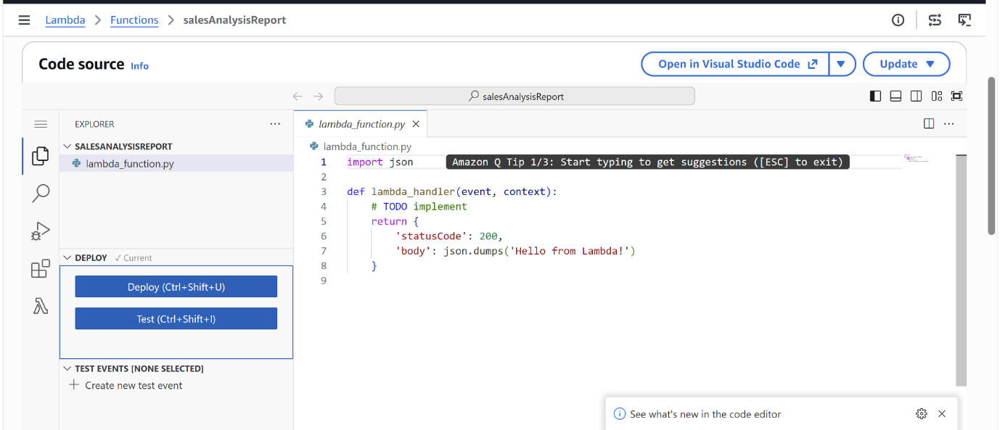 Lambda > Functions > salesAnalysisReport
Code source Info
Open in Visual Studio Code
Update
salesAnalysisReport
EXPLORER
SALESANALYSISREPORT
lambda_function.py
DEPLOY ✓ Current
Deploy (Ctrl+Shift+U)
Test (Ctrl+Shift+I)
TEST EVENTS [NONE SELECTED]
+ Create new test event
lambda_function.py
lambda_function.py
1 import json
Amazon Q Tip 1/3: Start typing to get suggestions ([ESC] to exit)
2
3 def lambda_handler(event, context):
4     # TODO implement
5     return {
6         'statusCode': 200,
7         'body': json.dumps('Hello from Lambda!')
8     }
9
See what's new in the code editor